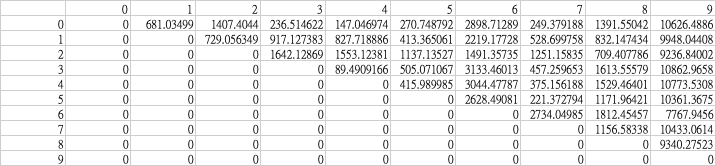 0 1 2 3 4 5 6 7 8 9
0 0 681.03499 1407.4044 236.514622 147.046974 270.748792 2898.71289 249.379188 1391.55042 10626.4886
1 0 0 729.056349 917.127383 827.718886 413.365061 2219.17728 528.699758 832.147434 9948.04408
2 0 0 0 1642.12869 1553.12381 1137.13527 1491.35735 1251.15835 709.407786 9236.84002
3 0 0 0 0 89.4909166 505.071067 3133.46013 457.259653 1613.55579 10862.9658
4 0 0 0 0 0 415.989985 3044.47787 375.156188 1529.46401 10773.5308
5 0 0 0 0 0 0 2628.49081 221.372794 1171.96421 10361.3675
6 0 0 0 0 0 0 0 2734.04985 1812.45457 7767.9456
7 0 0 0 0 0 0 0 0 1156.58338 10433.0614
8 0 0 0 0 0 0 0 0 0 9340.27523
9 0 0 0 0 0 0 0 0 0 0